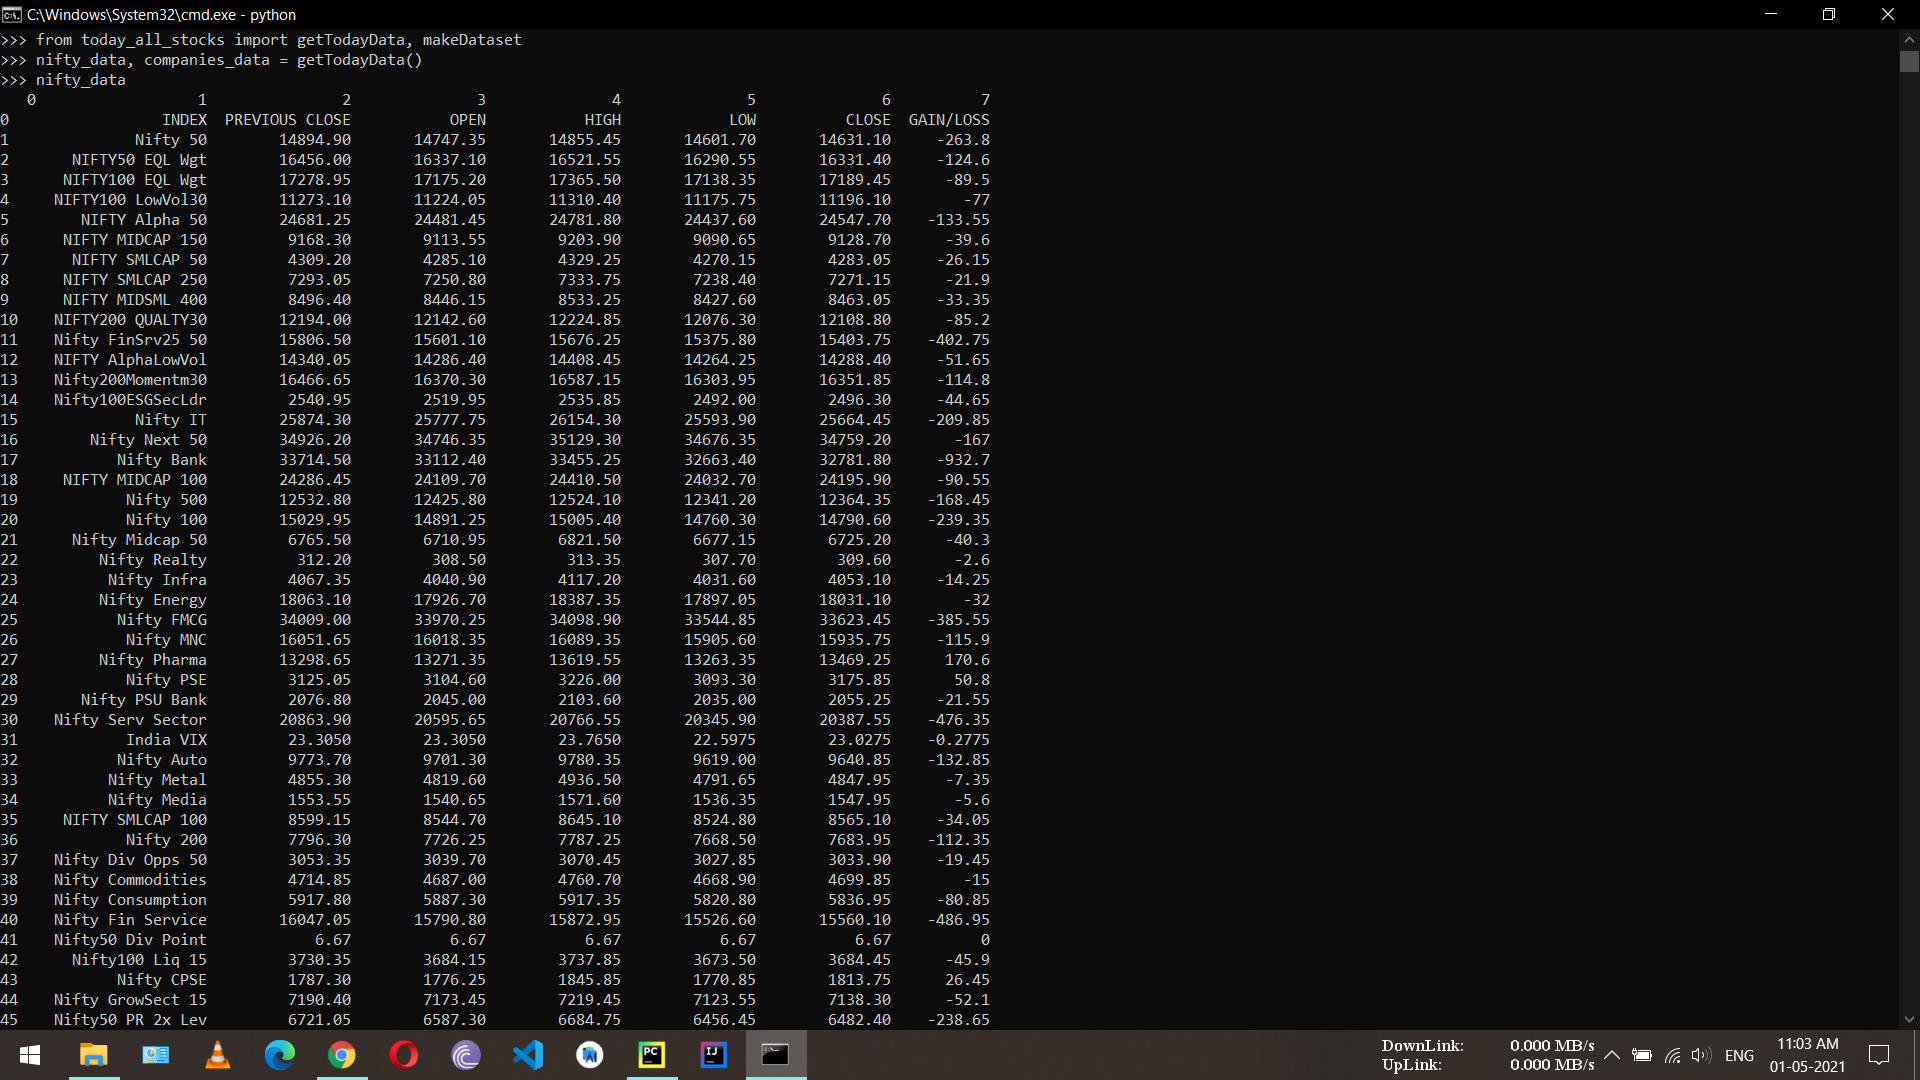 C:\Windows\System32\cmd.exe - python
>>> from today_all_stocks import getTodayData, makeDataset
>>> nifty_data, companies_data = getTodayData()
>>> nifty_data
0 1 2 3 4 5 6 7
0 INDEX PREVIOUS CLOSE OPEN HIGH LOW CLOSE GAIN/LOSS
1 Nifty 50 14894.90 14747.35 14855.45 14601.70 14631.10 -263.8
2 NIFTY50 EQL Wgt 16456.00 16337.10 16521.55 16290.55 16331.40 -124.6
3 NIFTY100 EQL Wgt 17278.95 17175.20 17365.50 17138.35 17189.45 -89.5
4 NIFTY100 LowVol30 11273.10 11224.05 11310.40 11175.75 11196.10 -77
5 NIFTY Alpha 50 24681.25 24481.45 24781.80 24437.60 24547.70 -133.55
6 NIFTY MIDCAP 150 9168.30 9113.55 9203.90 9090.65 9128.70 -39.6
7 NIFTY SMLCAP 50 4309.20 4285.10 4329.25 4270.15 4283.05 -26.15
8 NIFTY SMLCAP 250 7293.05 7250.80 7333.75 7238.40 7271.15 -21.9
9 NIFTY MIDSML 400 8496.40 8446.15 8533.25 8427.60 8463.05 -33.35
10 NIFTY200 QUALTY30 12194.00 12142.60 12224.85 12076.30 12108.80 -85.2
11 Nifty FinSrv25 50 15806.50 15601.10 15676.25 15375.80 15403.75 -402.75
12 NIFTY AlphaLowVol 14340.05 14286.40 14408.45 14264.25 14288.40 -51.65
13 Nifty200Momentm30 16466.65 16370.30 16587.15 16303.95 16351.85 -114.8
14 Nifty100ESGSecLdr 2540.95 2519.95 2535.85 2492.00 2496.30 -44.65
15 Nifty IT 25874.30 25777.75 26154.30 25593.90 25664.45 -209.85
16 Nifty Next 50 34926.20 34746.35 35129.30 34676.35 34759.20 -167
17 Nifty Bank 33714.50 33112.40 33455.25 32663.40 32781.80 -932.7
18 NIFTY MIDCAP 100 24286.45 24109.70 24410.50 24032.70 24195.90 -90.55
19 Nifty 500 12532.80 12425.80 12524.10 12341.20 12364.35 -168.45
20 Nifty 100 15029.95 14891.25 15005.40 14760.30 14790.60 -239.35
21 Nifty Midcap 50 6765.50 6710.95 6821.50 6677.15 6725.20 -40.3
22 Nifty Realty 312.20 308.50 313.35 307.70 309.60 -2.6
23 Nifty Infra 4067.35 4040.90 4117.20 4031.60 4053.10 -14.25
24 Nifty Energy 18063.10 17926.70 18387.35 17897.05 18031.10 -32
25 Nifty FMCG 34009.00 33970.25 34098.90 33544.85 33623.45 -385.55
26 Nifty MNC 16051.65 16018.35 16089.35 15905.60 15935.75 -115.9
27 Nifty Pharma 13298.65 13271.35 13619.55 13263.35 13469.25 170.6
28 Nifty PSE 3125.05 3104.60 3226.00 3093.30 3175.85 50.8
29 Nifty PSU Bank 2076.80 2045.00 2103.60 2035.00 2055.25 -21.55
30 Nifty Serv Sector 20863.90 20595.65 20766.55 20345.90 20387.55 -476.35
31 India VIX 23.3050 23.3050 23.7650 22.5975 23.0275 -0.2775
32 Nifty Auto 9773.70 9701.30 9780.35 9619.00 9640.85 -132.85
33 Nifty Metal 4855.30 4819.60 4936.50 4791.65 4847.95 -7.35
34 Nifty Media 1553.55 1540.65 1571.60 1536.35 1547.95 -5.6
35 NIFTY SMLCAP 100 8599.15 8544.70 8645.10 8524.80 8565.10 -34.05
36 Nifty 200 7796.30 7726.25 7787.25 7668.50 7683.95 -112.35
37 Nifty Div Opps 50 3053.35 3039.70 3070.45 3027.85 3033.90 -19.45
38 Nifty Commodities 4714.85 4687.00 4760.70 4668.90 4699.85 -15
39 Nifty Consumption 5917.80 5887.30 5917.35 5820.80 5836.95 -80.85
40 Nifty Fin Service 16047.05 15790.80 15872.95 15526.60 15560.10 -486.95
41 Nifty50 Div Point 6.67 6.67 6.67 6.67 6.67 0
42 Nifty100 Liq 15 3730.35 3684.15 3737.85 3673.50 3684.45 -45.9
43 Nifty CPSE 1787.30 1776.25 1845.85 1770.85 1813.75 26.45
44 Nifty GrowSect 15 7190.40 7173.45 7219.45 7123.55 7138.30 -52.1
45 Nifty50 PR 2x Lev 6721.05 6587.30 6684.75 6456.45 6482.40 -238.65
PC IJ
DownLink: 0.000 MB/s
UpLink: 0.000 MB/s
ENG
11:03 AM
01-05-2021